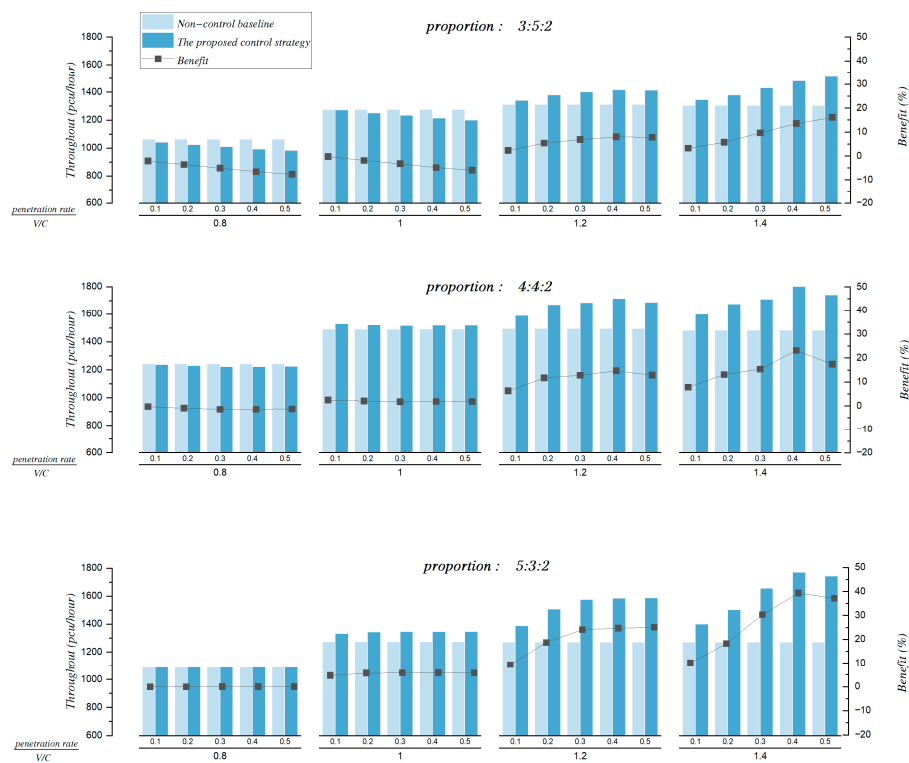 Non-control baseline
The proposed control strategy
Benefit
proportion : 3:5:2
Throughout (pcu/hour)
1800
1600
1400
1200
1000
800
600
50
40
30
20
10
0
-10
-20
Benefit (%)
penetration rate 0.1 0.2 0.3 0.4 0.5 0.1 0.2 0.3 0.4 0.5 0.1 0.2 0.3 0.4 0.5 0.1 0.2 0.3 0.4 0.5
V/C 0.8 1 1.2 1.4
proportion : 4:4:2
Throughout (pcu/hour)
1800
1600
1400
1200
1000
800
600
50
40
30
20
10
0
-10
-20
Benefit (%)
penetration rate 0.1 0.2 0.3 0.4 0.5 0.1 0.2 0.3 0.4 0.5 0.1 0.2 0.3 0.4 0.5 0.1 0.2 0.3 0.4 0.5
V/C 0.8 1 1.2 1.4
proportion : 5:3:2
Throughout (pcu/hour)
1800
1600
1400
1200
1000
800
600
50
40
30
20
10
0
-10
-20
Benefit (%)
penetration rate 0.1 0.2 0.3 0.4 0.5 0.1 0.2 0.3 0.4 0.5 0.1 0.2 0.3 0.4 0.5 0.1 0.2 0.3 0.4 0.5
V/C 0.8 1 1.2 1.4